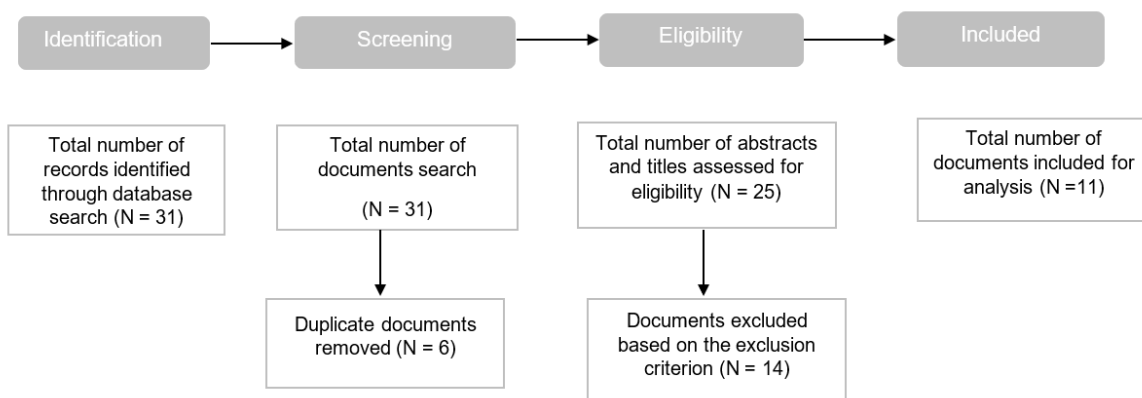 Identification
Screening
Eligibility
Included
Total number of
records identified
through database
search (N = 31)
Total number of
documents search
(N = 31)
Total number of abstracts
and titles assessed for
eligibility (N = 25)
Total number of
documents included for
analysis (N =11)
Duplicate documents
removed (N = 6)
Documents excluded
based on the exclusion
criterion (N = 14)